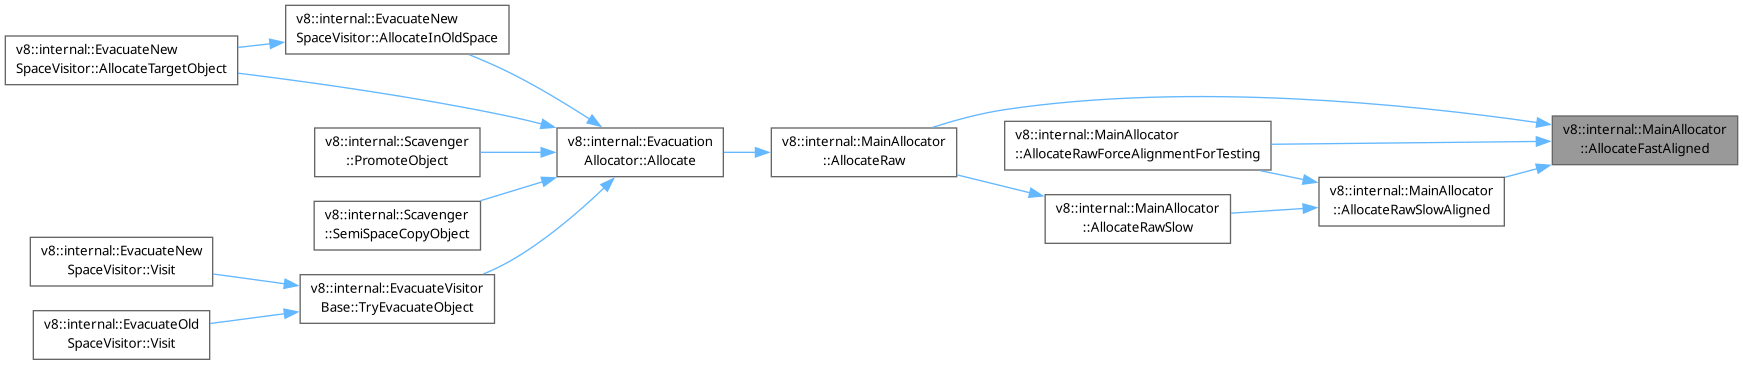 v8::internal::EvacuateNew
SpaceVisitor::AllocateInOldSpace
v8::internal::EvacuateNew
SpaceVisitor::AllocateTargetObject
v8::internal::Scavenger
::PromoteObject
v8::internal::Evacuation
Allocator::Allocate
v8::internal::MainAllocator
::AllocateRaw
v8::internal::MainAllocator
::AllocateRawForceAlignmentForTesting
v8::internal::MainAllocator
::AllocateFastAligned
v8::internal::MainAllocator
::AllocateRawSlowAligned
v8::internal::MainAllocator
::AllocateRawSlow
v8::internal::Scavenger
::SemiSpaceCopyObject
v8::internal::EvacuateNew
SpaceVisitor::Visit
v8::internal::EvacuateVisitor
Base::TryEvacuateObject
v8::internal::EvacuateOld
SpaceVisitor::Visit